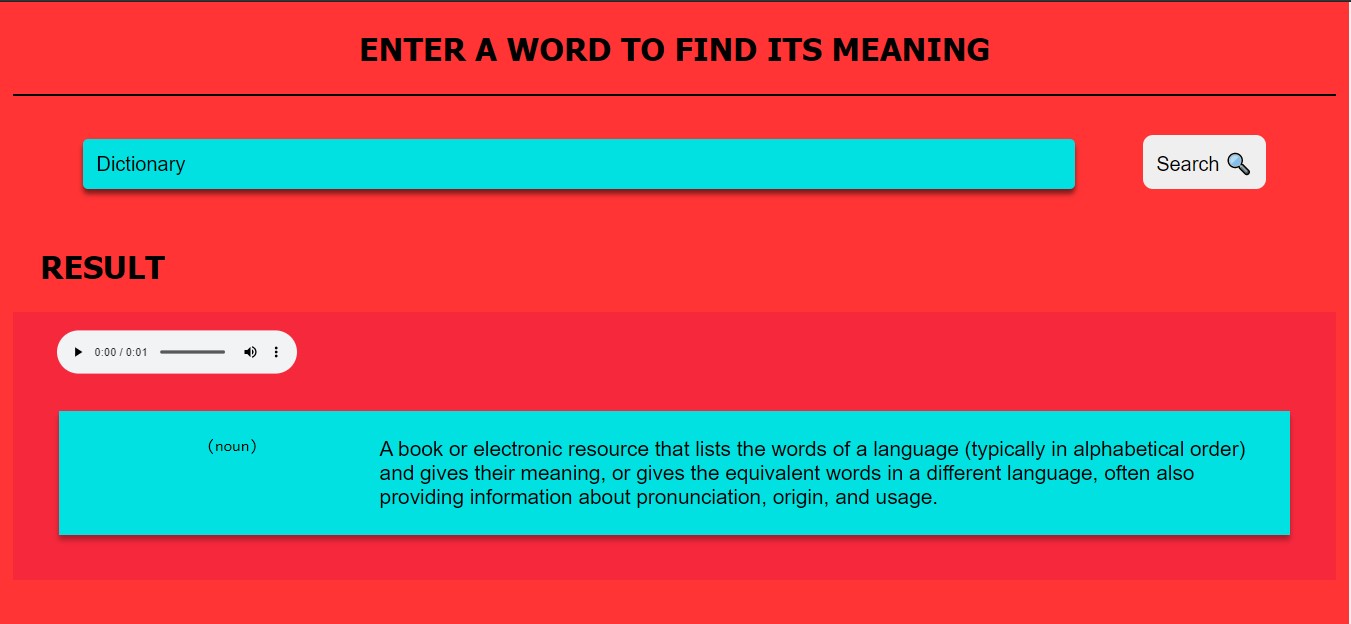 ENTER A WORD TO FIND ITS MEANING
Dictionary
Search
RESULT
0:00 / 0:01
(noun)
A book or electronic resource that lists the words of a language (typically in alphabetical order)
and gives their meaning, or gives the equivalent words in a different language, often also
providing information about pronunciation, origin, and usage.